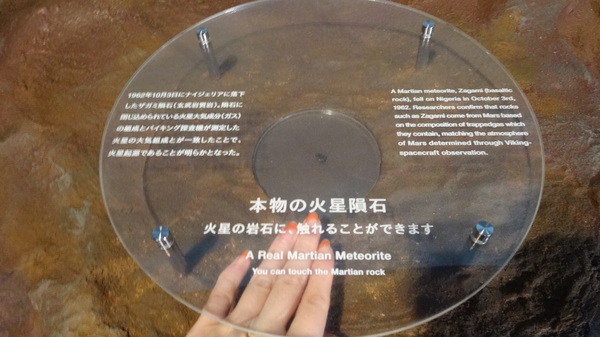 1962年10月3日にナイジェリアに落下
したザガミ隕石(玄武岩質岩)。隕石に
閉じ込められている火星大気成分(ガス)
の組成とバイキング探査機が測定した
火星の大気組成とが一致したことで、
火星起源であることが明らかとなった。
A Martian meteorite, Zagami (basaltic
rock), fell on Nigeria in October 3rd,
1962. Researchers confirm that rocks
such as Zagami come from Mars based
on the composition of trappedgas which
they contain, matching the atmosphere
of Mars determined through Viking-
spacecraft observation.
本物の火星隕石
火星の岩石に、触れることができます
A Real Martian Meteorite
You can touch the Martian rock